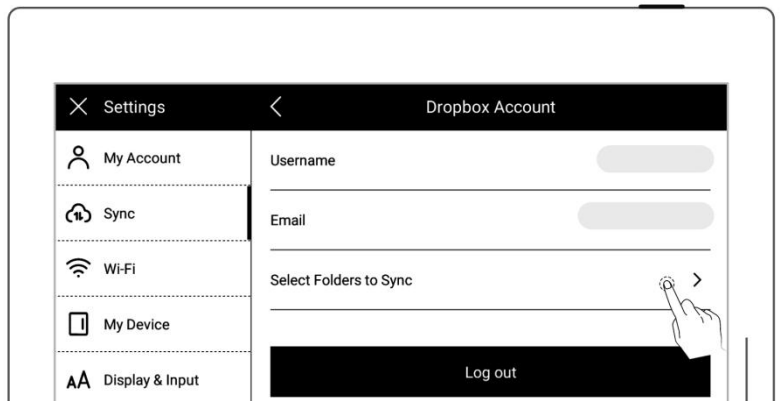 Settings
Dropbox Account
My Account
Username
Sync
Email
Wi-Fi
Select Folders to Sync
My Device
Display & Input
Log out